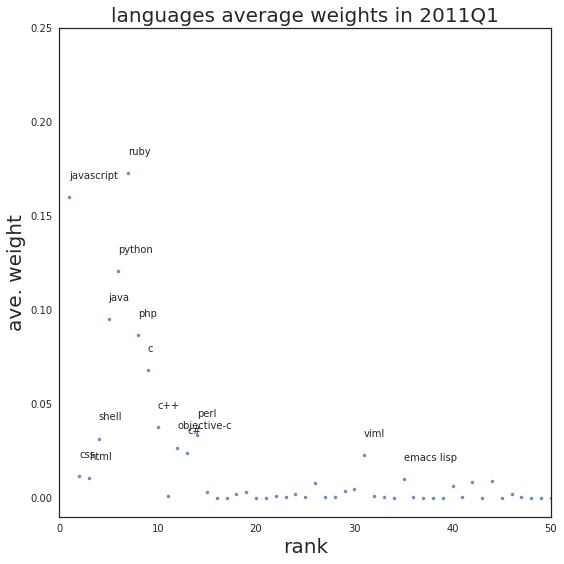 languages average weights in 2011Q1
0.25
0.20
0.15
0.10
0.05
0.00
ave. weight
ruby
javascript
python
java
php
c
c++
perl
shell
objective-c
c#
viml
css
html
emacs lisp
0 10 20 30 40 50
rank